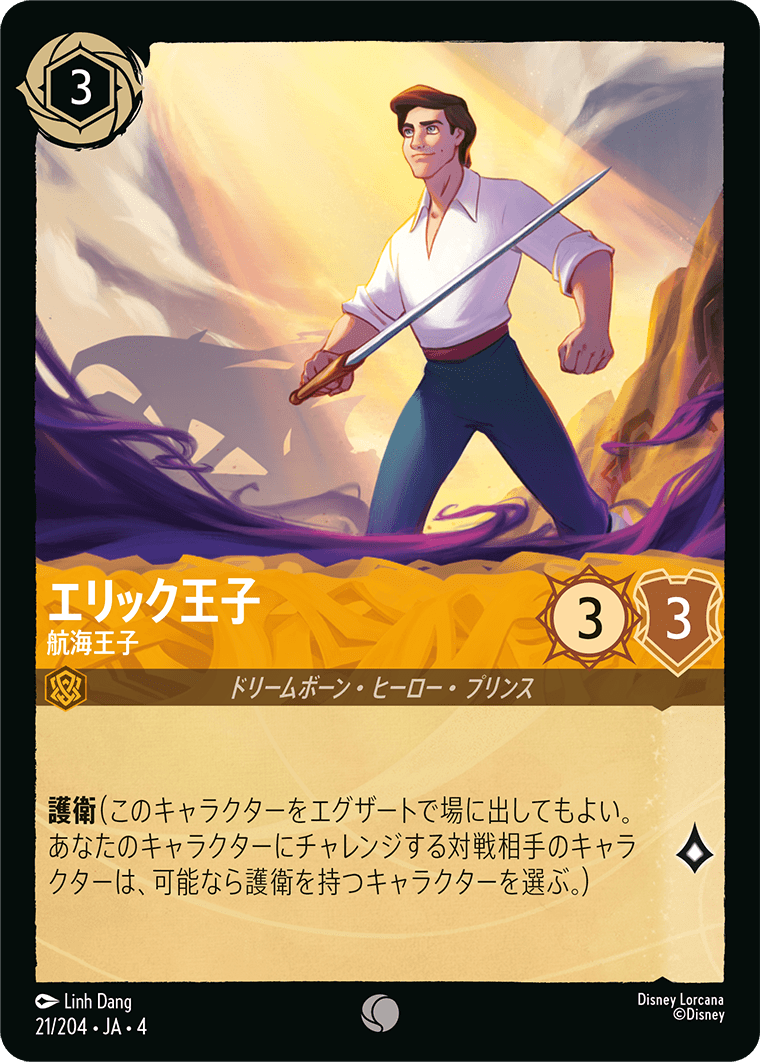 3
エリック王子
航海王子
3
3
ドリームボーン・ヒーロー・プリンス
護衛(このキャラクターをエグザートで場に出してもよい。
あなたのキャラクターにチャレンジする対戦相手のキャラ
クターは、可能なら護衛を持つキャラクターを選ぶ。)
Linh Dang
21/204・JA・4
Disney Lorcana
©Disney